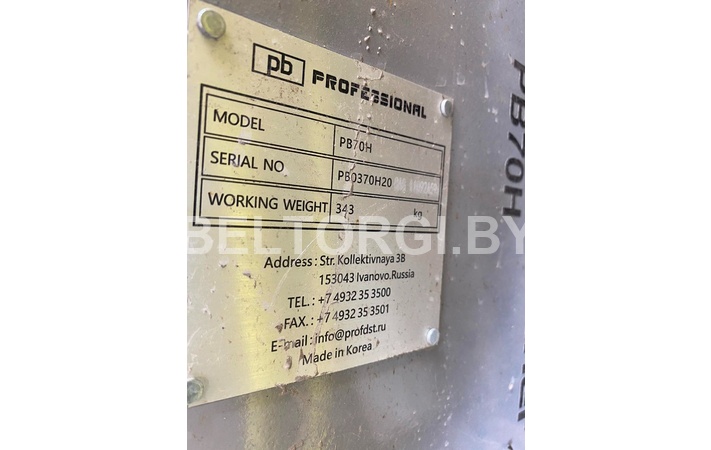 pb PROFESSIONAL
MODEL PB70H
SERIAL NO PB0370H20
WORKING WEIGHT 343 kg
Address : Str. Kollektivnaya 3B
153043 Ivanovo.Russia
TEL. : +7 4932 35 3500
FAX. : +7 4932 35 3501
E-mail : info@profdst.ru
Made in Korea
PB70H
BELTORGI.BY